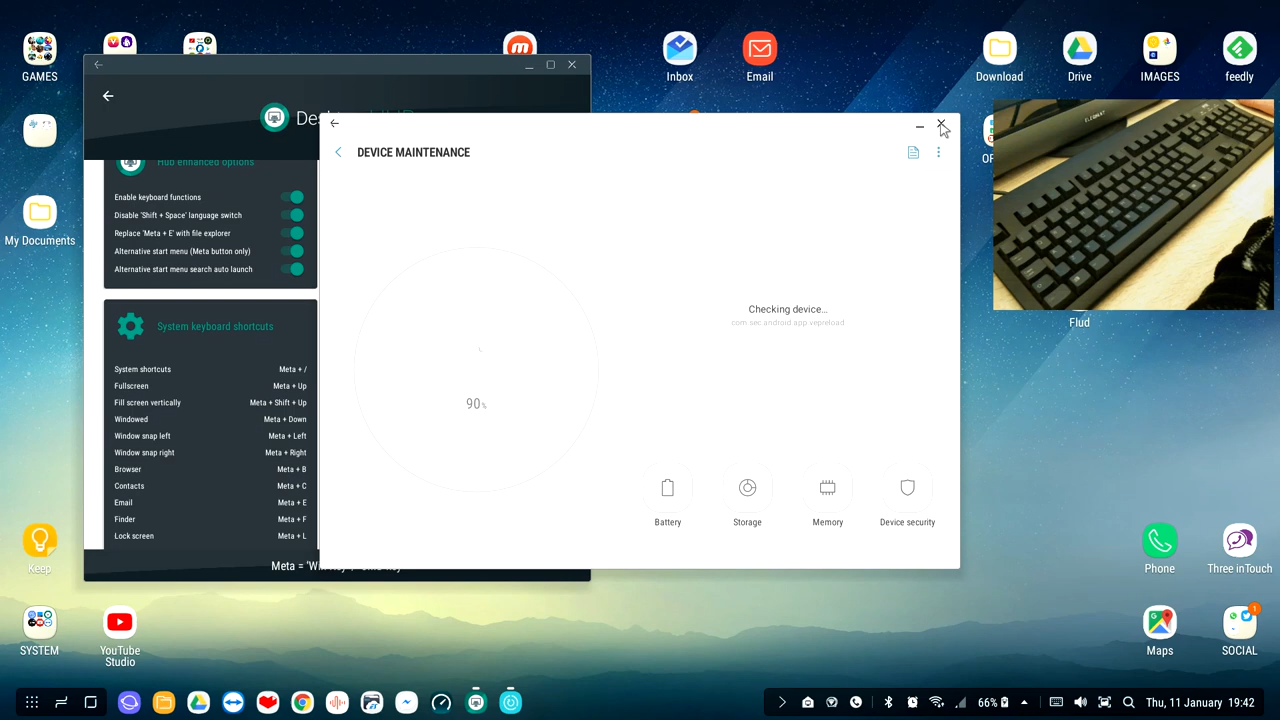 GAMES
Inbox
Email
Download
Drive
IMAGES
feedly
My Documents
Flud
Keep
SYSTEM
YouTube
Studio
Phone
Three inTouch
Maps
SOCIAL
1
Hub enhanced options
Enable keyboard functions
Disable 'Shift + Space' language switch
Replace 'Meta + E' with file explorer
Alternative start menu (Meta button only)
Alternative start menu search auto launch
System keyboard shortcuts
System shortcuts Meta + /
Fullscreen Meta + Up
Fill screen vertically Meta + Shift + Up
Windowed Meta + Down
Window snap left Meta + Left
Window snap right Meta + Right
Browser Meta + B
Contacts Meta + C
Email Meta + E
Finder Meta + F
Lock screen Meta + L
Meta =
DEVICE MAINTENANCE
90%
Checking device...
com sec android app vepreload
Battery
Storage
Memory
Device security
66%
Thu, 11 January 19:42